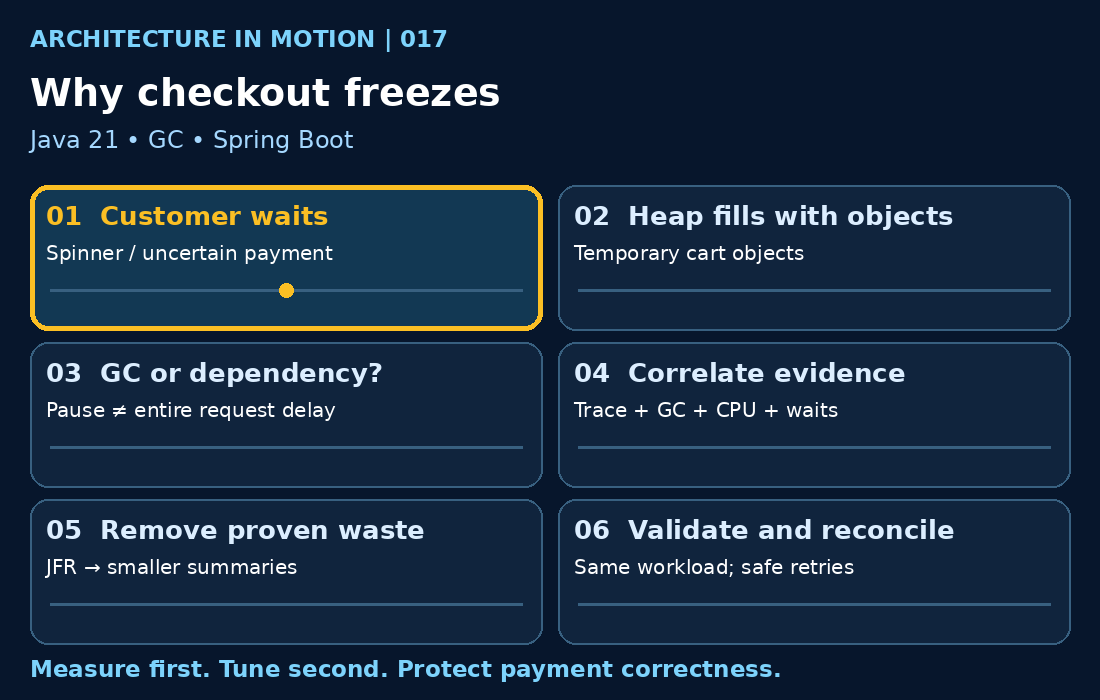 ARCHITECTURE IN MOTION | 017
Why checkout freezes
Java 21 • GC • Spring Boot
01 Customer waits
Spinner / uncertain payment
02 Heap fills with objects
Temporary cart objects
03 GC or dependency?
Pause ≠ entire request delay
04 Correlate evidence
Trace + GC + CPU + waits
05 Remove proven waste
JFR → smaller summaries
06 Validate and reconcile
Same workload; safe retries
Measure first. Tune second. Protect payment correctness.